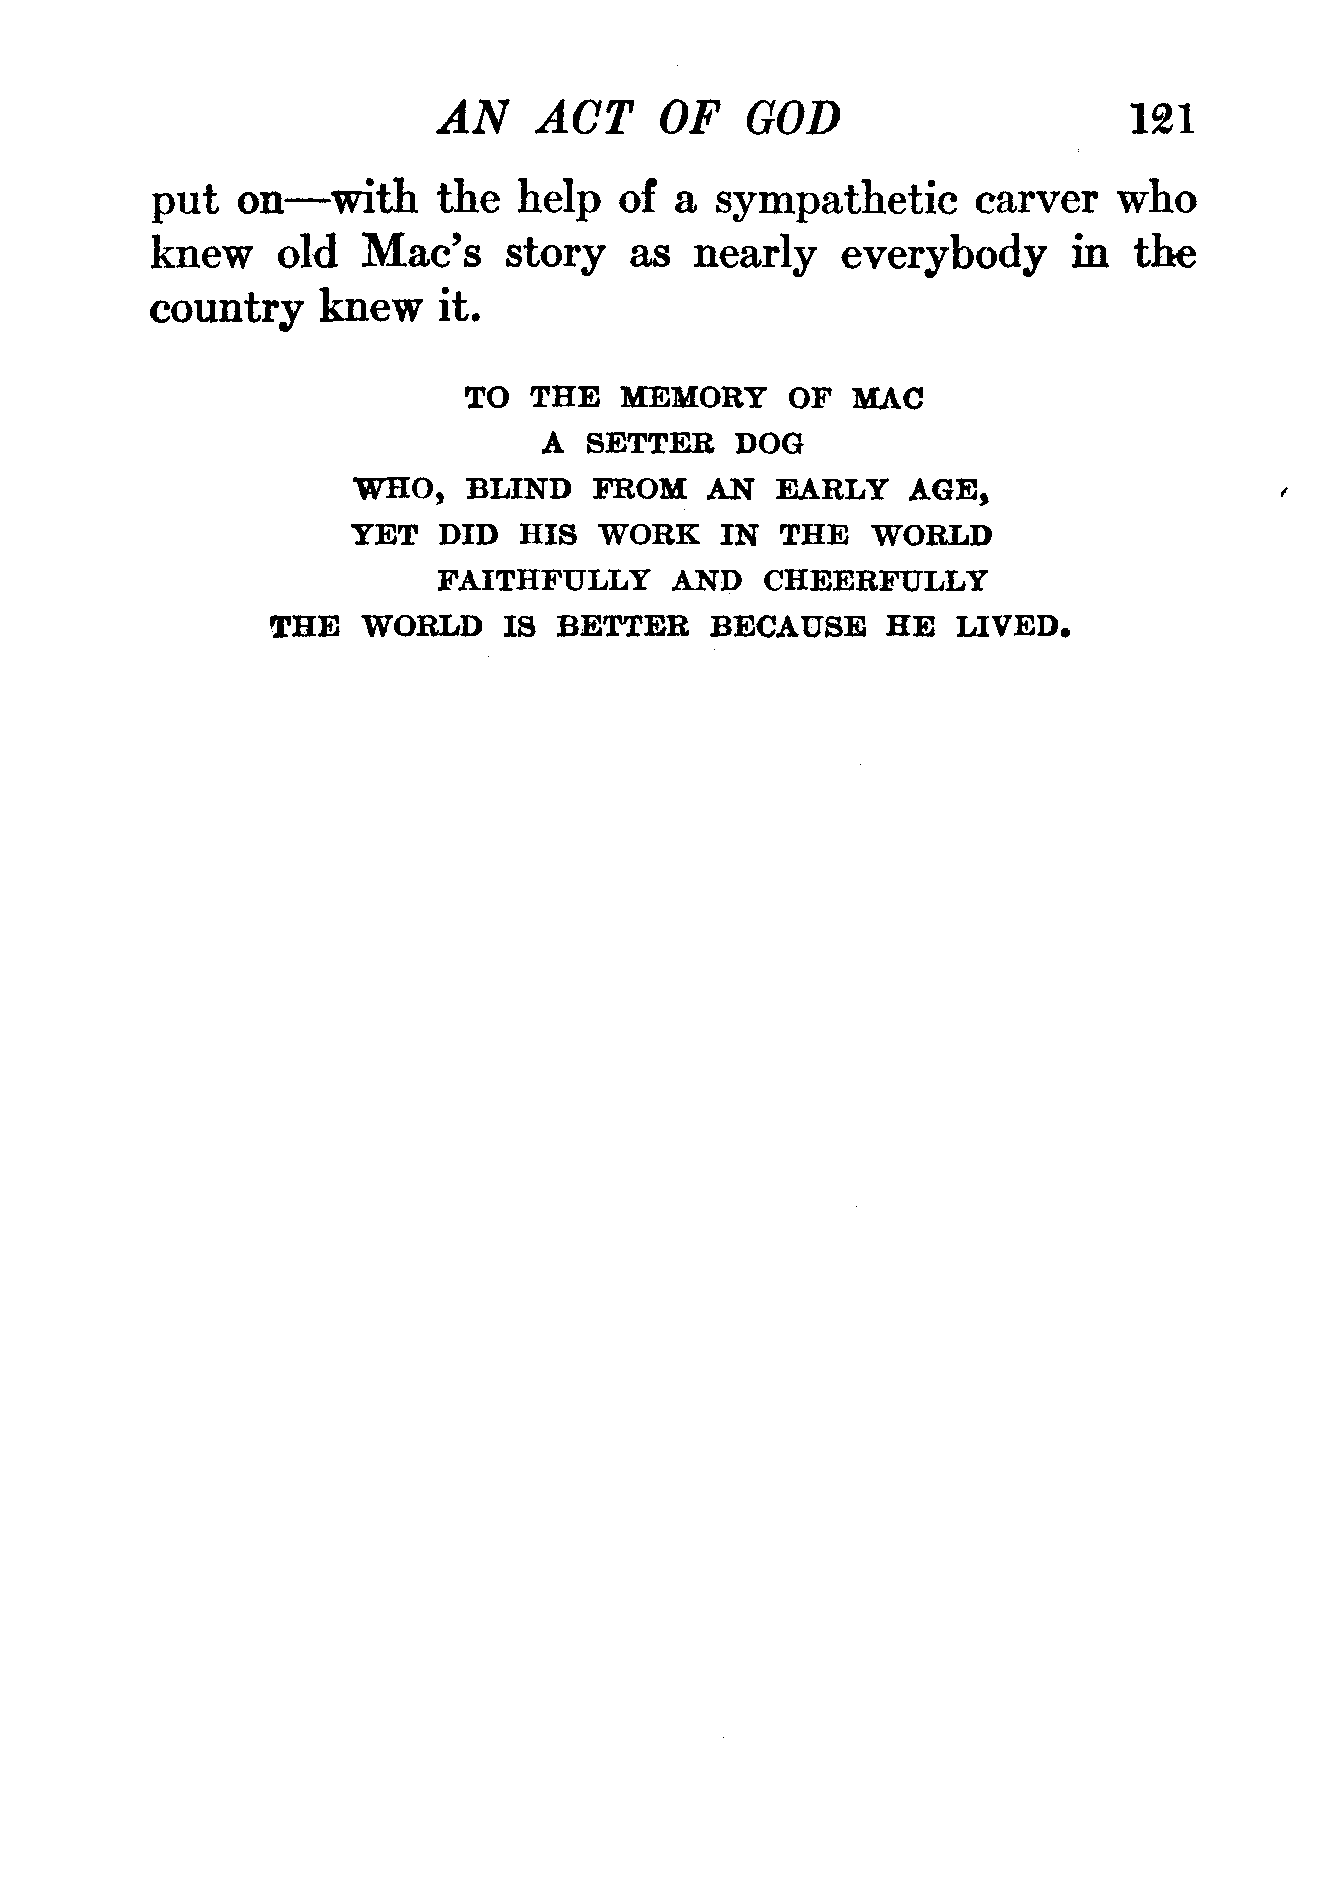 AN ACT OF GOD 121
put on—with the help of a sympathetic carver who
knew old Mac's story as nearly everybody in the
country knew it.
TO THE MEMORY OF MAC
A SETTER DOG
WHO, BLIND FROM AN EARLY AGE,
YET DID HIS WORK IN THE WORLD
FAITHFULLY AND CHEERFULLY
THE WORLD IS BETTER BECAUSE HE LIVED.